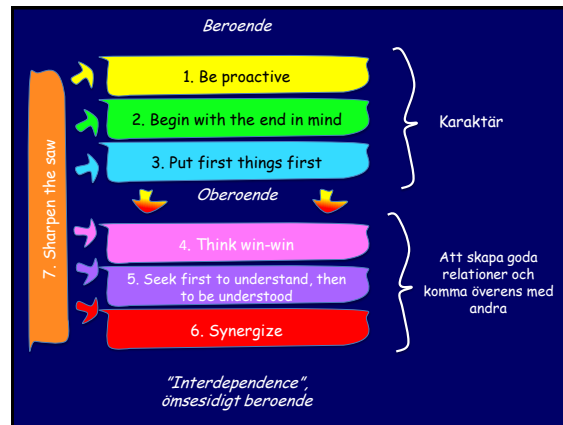 Beroende
1. Be proactive
2. Begin with the end in mind
3. Put first things first
Karaktär
7. Sharpen the saw
Oberoende
4. Think win-win
5. Seek first to understand, then
to be understood
6. Synergize
Att skapa goda
relationer och
komma överens med
andra
"Interdependence",
ömsesidigt beroende